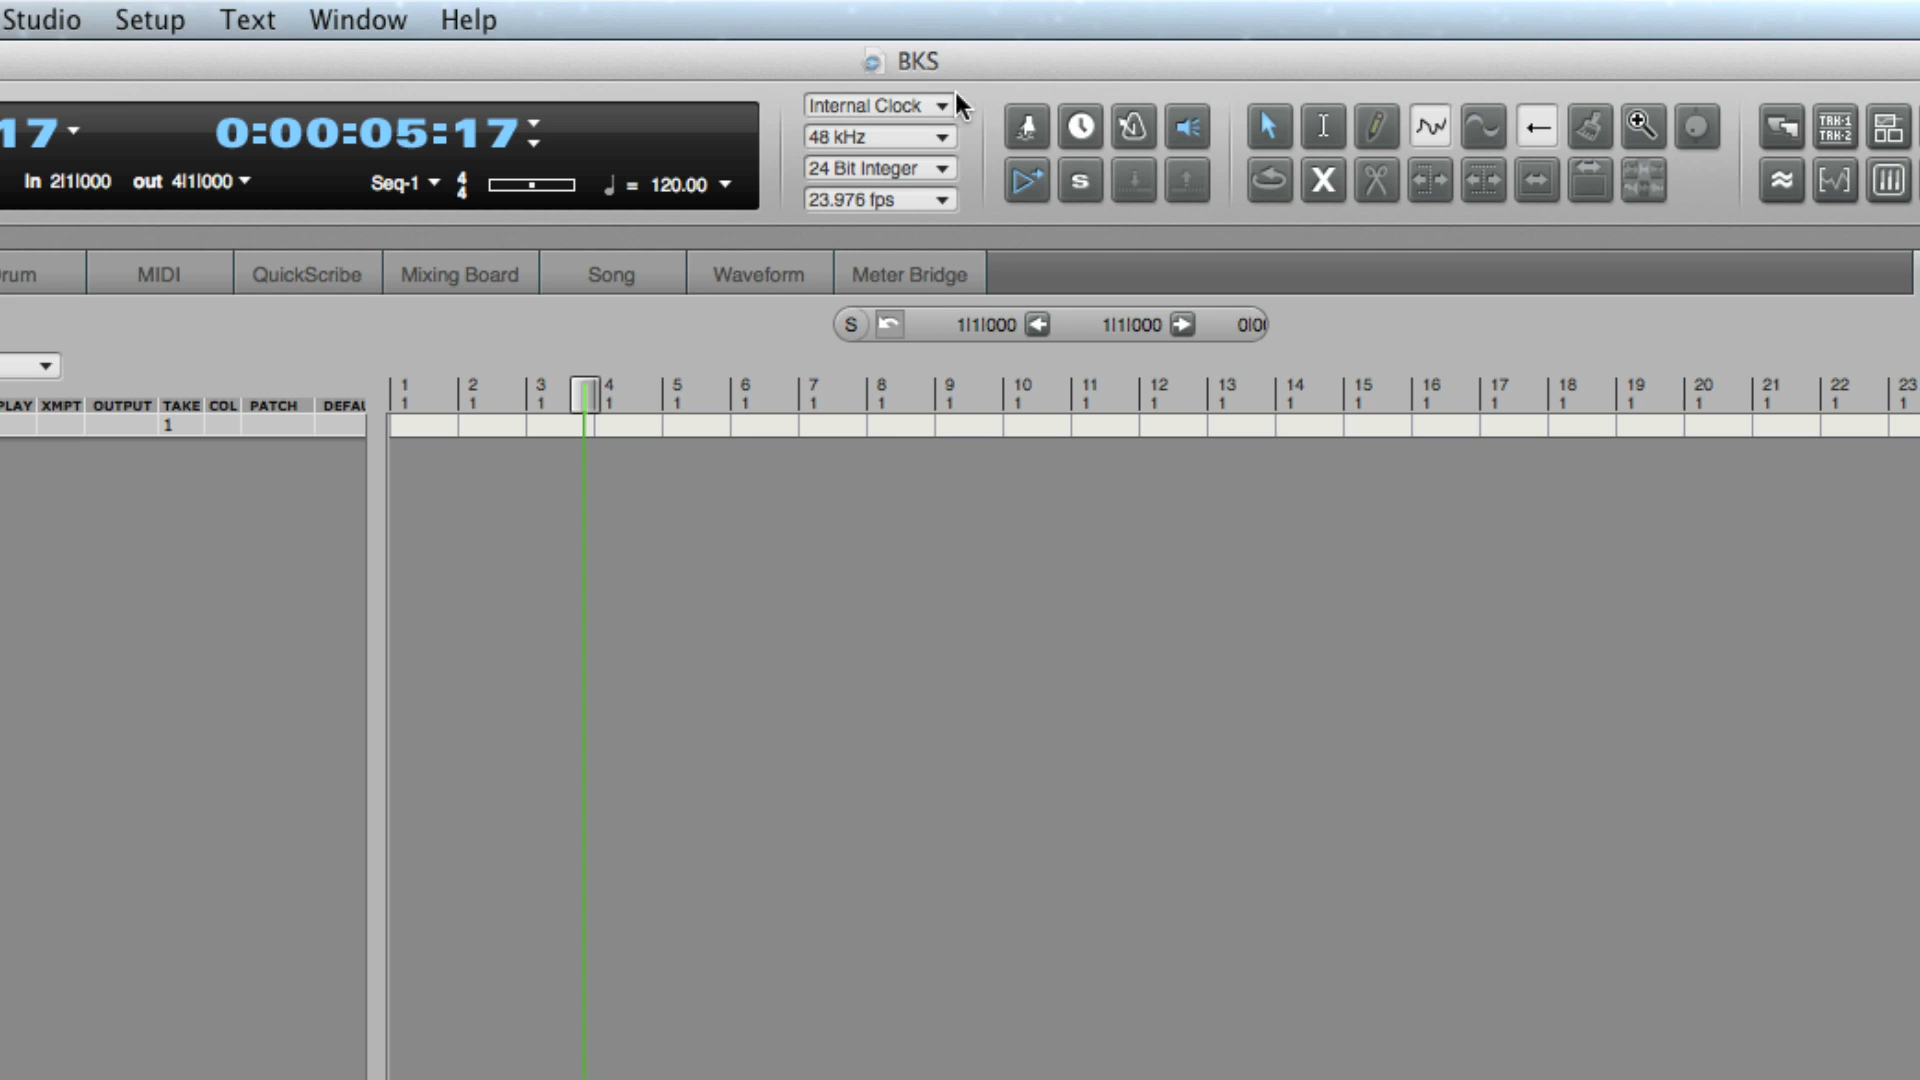 Studio Setup Text Window Help
BKS
17 0:00:05:17
In 2|1|000 out 4|1|000 Seq-1 4 4 = 120.00
Internal Clock
48 kHz
24 Bit Integer
23.976 fps
S
X
TRK-1
TRK-2
rum MIDI QuickScribe Mixing Board Song Waveform Meter Bridge
S 1|1|000 1|1|000 0|0
1 2 3 4 5 6 7 8 9 10 11 12 13 14 15 16 17 18 19 20 21 22 23
1 1 1 1 1 1 1 1 1 1 1 1 1 1 1 1 1 1 1 1 1 1 1
PLAY XMPT OUTPUT TAKE COL PATCH DEFAU
1